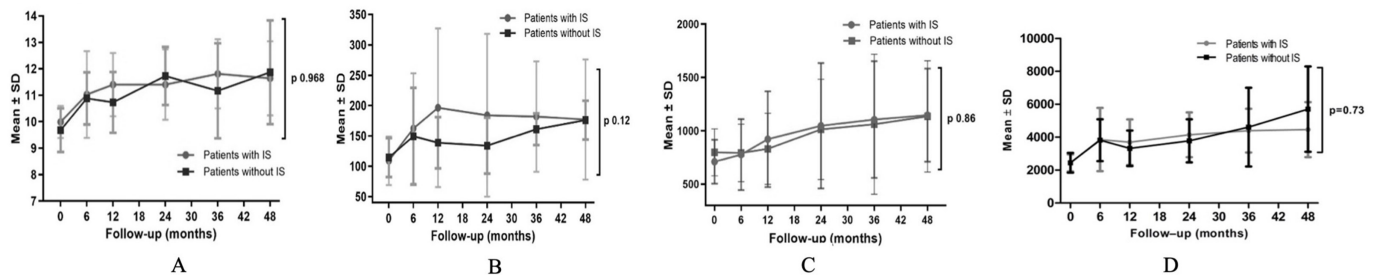 14
13
12
11
10
9
8
7
Mean ± SD
Patients with IS
Patients without IS
p 0.968
0 6 12 18 24 30 36 42 48
Follow-up (months)
A
350
300
250
200
150
100
50
Mean ± SD
Patients with IS
Patients without IS
p 0.12
0 6 12 18 24 30 36 42 48
Follow-up (months)
B
2000
1500
1000
500
Mean ± SD
Patients with IS
Patients without IS
p 0.86
0 6 12 18 24 30 36 42 48
Follow-up (months)
C
10000
8000
6000
4000
2000
0
Mean ± SD
Patients with IS
Patients without IS
p=0.73
0 6 12 18 24 30 36 42 48
Follow–up (months)
D